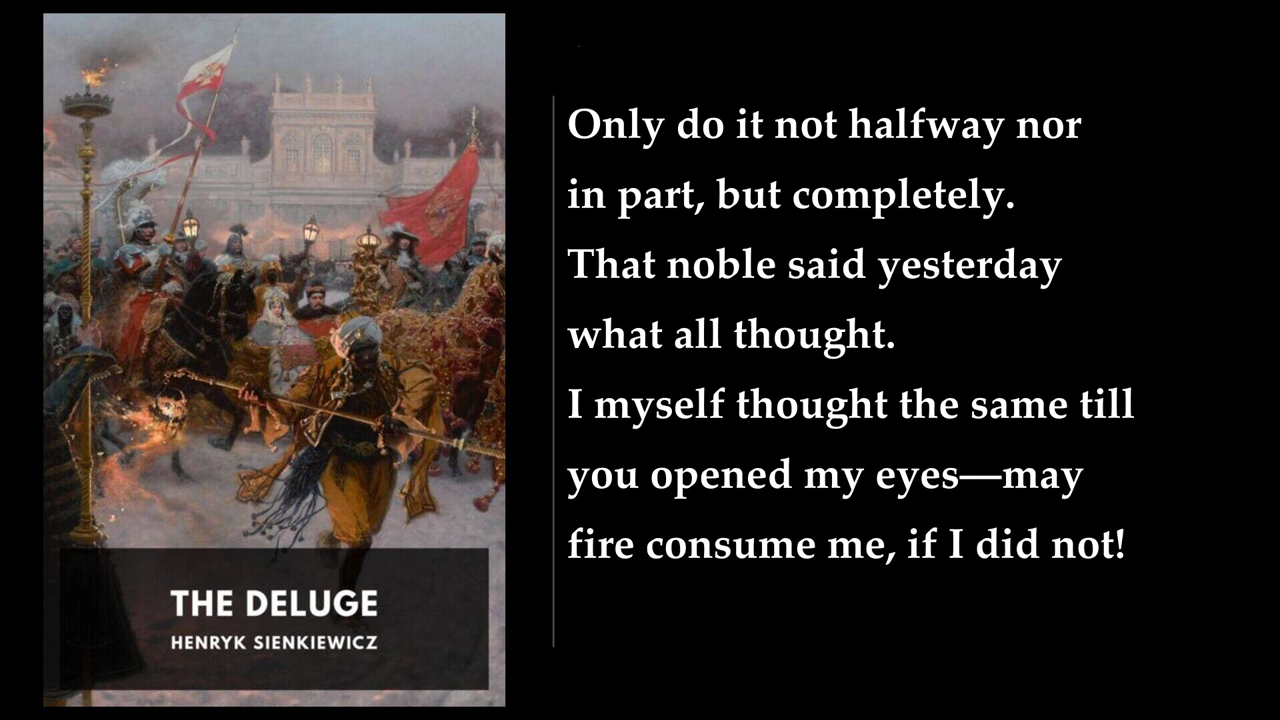 THE DELUGE
HENRYK SIENKIEWICZ
Only do it not halfway nor
in part, but completely.
That noble said yesterday
what all thought.
I myself thought the same till
you opened my eyes—may
fire consume me, if I did not!